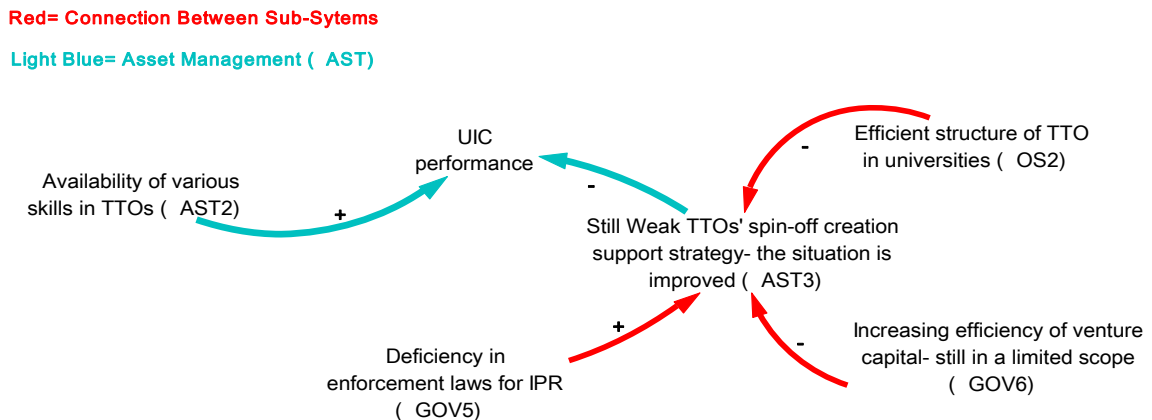 Red= Connection Between Sub-Sytems
Light Blue= Asset Management ( AST)
UIC
performance
Efficient structure of TTO
in universities ( OS2)
-
Availability of various
skills in TTOs ( AST2)
-
+
Still Weak TTOs' spin-off creation
support strategy- the situation is
improved ( AST3)
+
Increasing efficiency of venture
capital- still in a limited scope
( GOV6)
-
Deficiency in
enforcement laws for IPR
( GOV5)